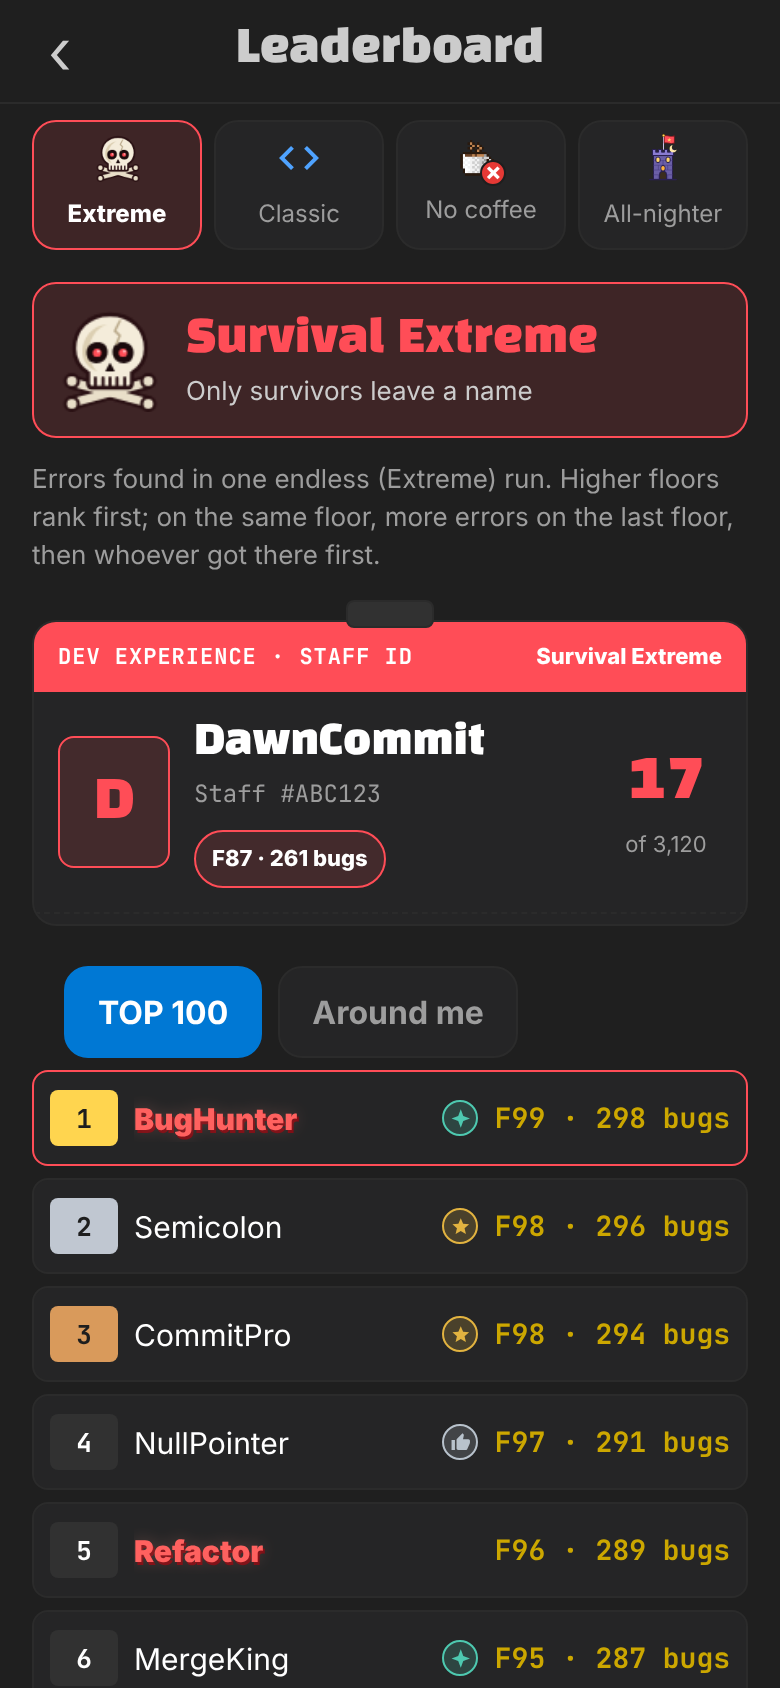 Leaderboard
Extreme
Classic
No coffee
All-nighter
Survival Extreme
Only survivors leave a name
Errors found in one endless (Extreme) run. Higher floors
rank first; on the same floor, more errors on the last floor,
then whoever got there first.
DEV EXPERIENCE · STAFF ID Survival Extreme
D
DawnCommit
Staff #ABC123
F87 · 261 bugs
17
of 3,120
TOP 100 Around me
1 BugHunter F99 · 298 bugs
2 Semicolon F98 · 296 bugs
3 CommitPro F98 · 294 bugs
4 NullPointer F97 · 291 bugs
5 Refactor F96 · 289 bugs
6 MergeKing F95 · 287 bugs